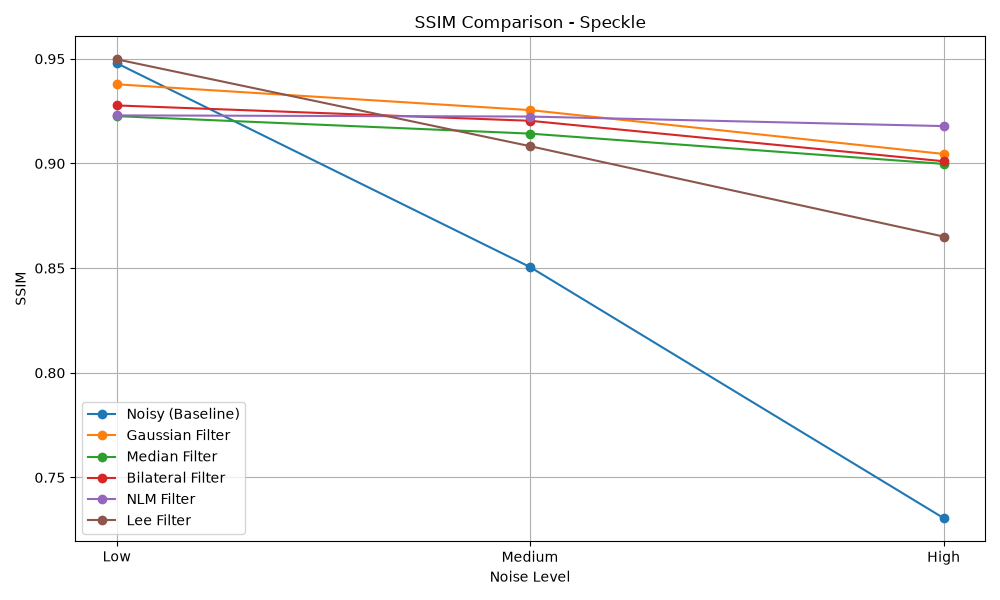 SSIM Comparison - Speckle
0.95
0.90
0.85
0.80
0.75
SSIM
Noisy (Baseline)
Gaussian Filter
Median Filter
Bilateral Filter
NLM Filter
Lee Filter
Low Medium High
Noise Level